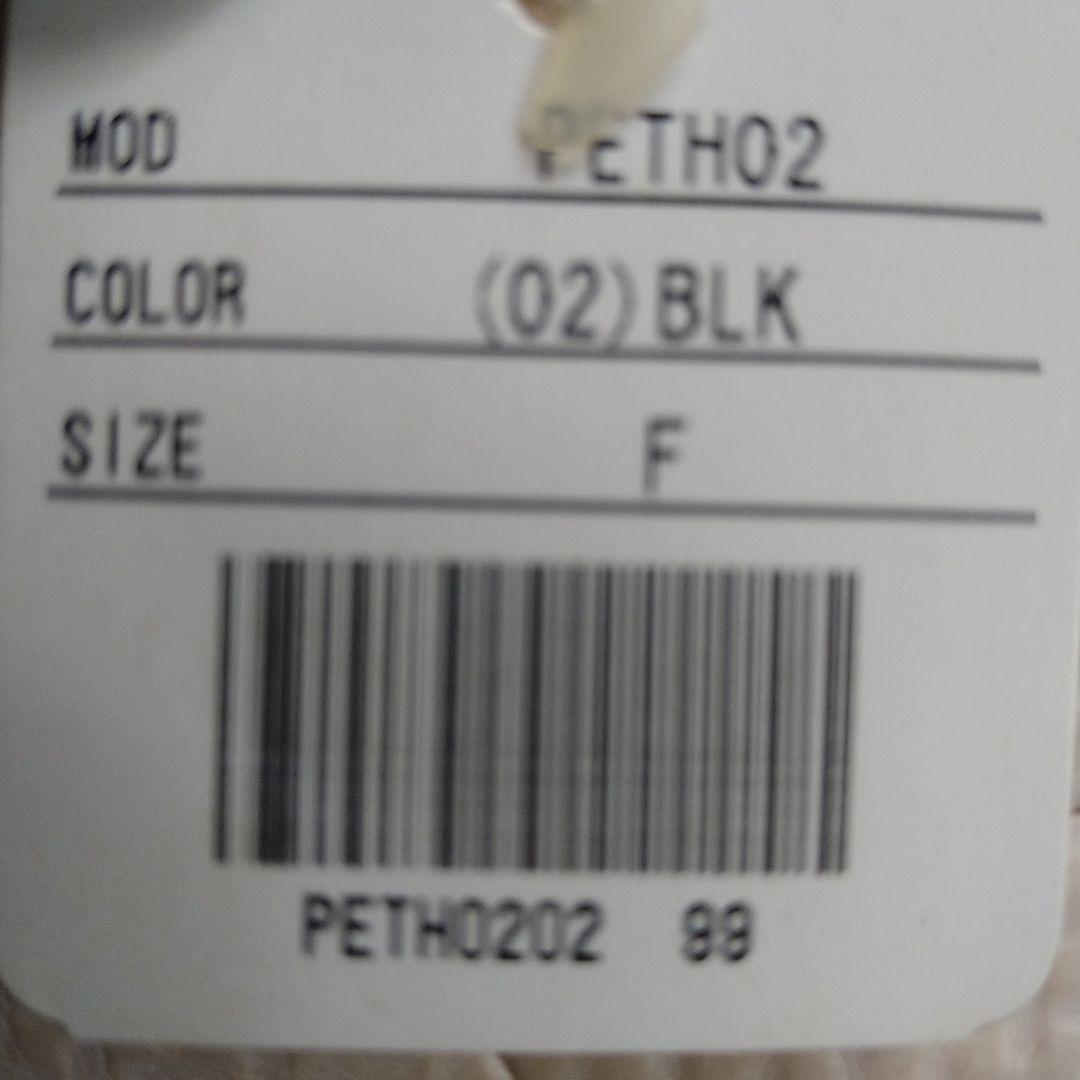 MOD PETH02
COLOR (02)BLK
SIZE F
PETH0202 99